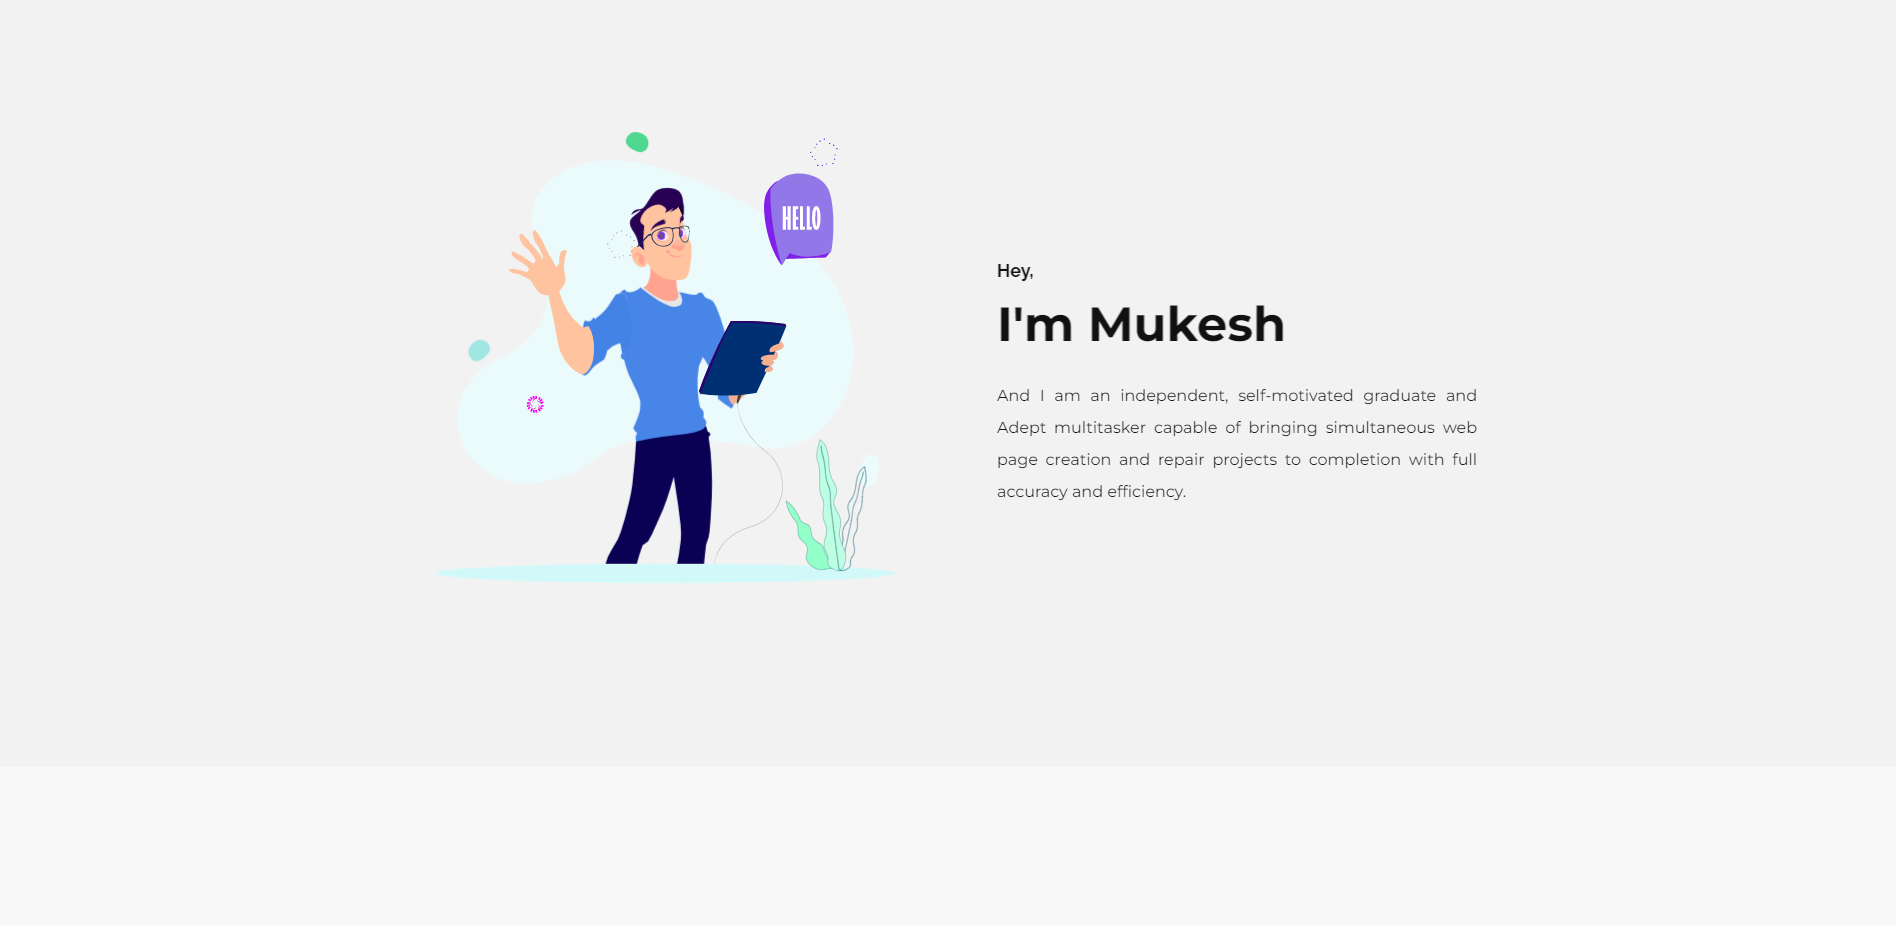 HELLO
Hey,
I'm Mukesh
And I am an independent, self-motivated graduate and
Adept multitasker capable of bringing simultaneous web
page creation and repair projects to completion with full
accuracy and efficiency.